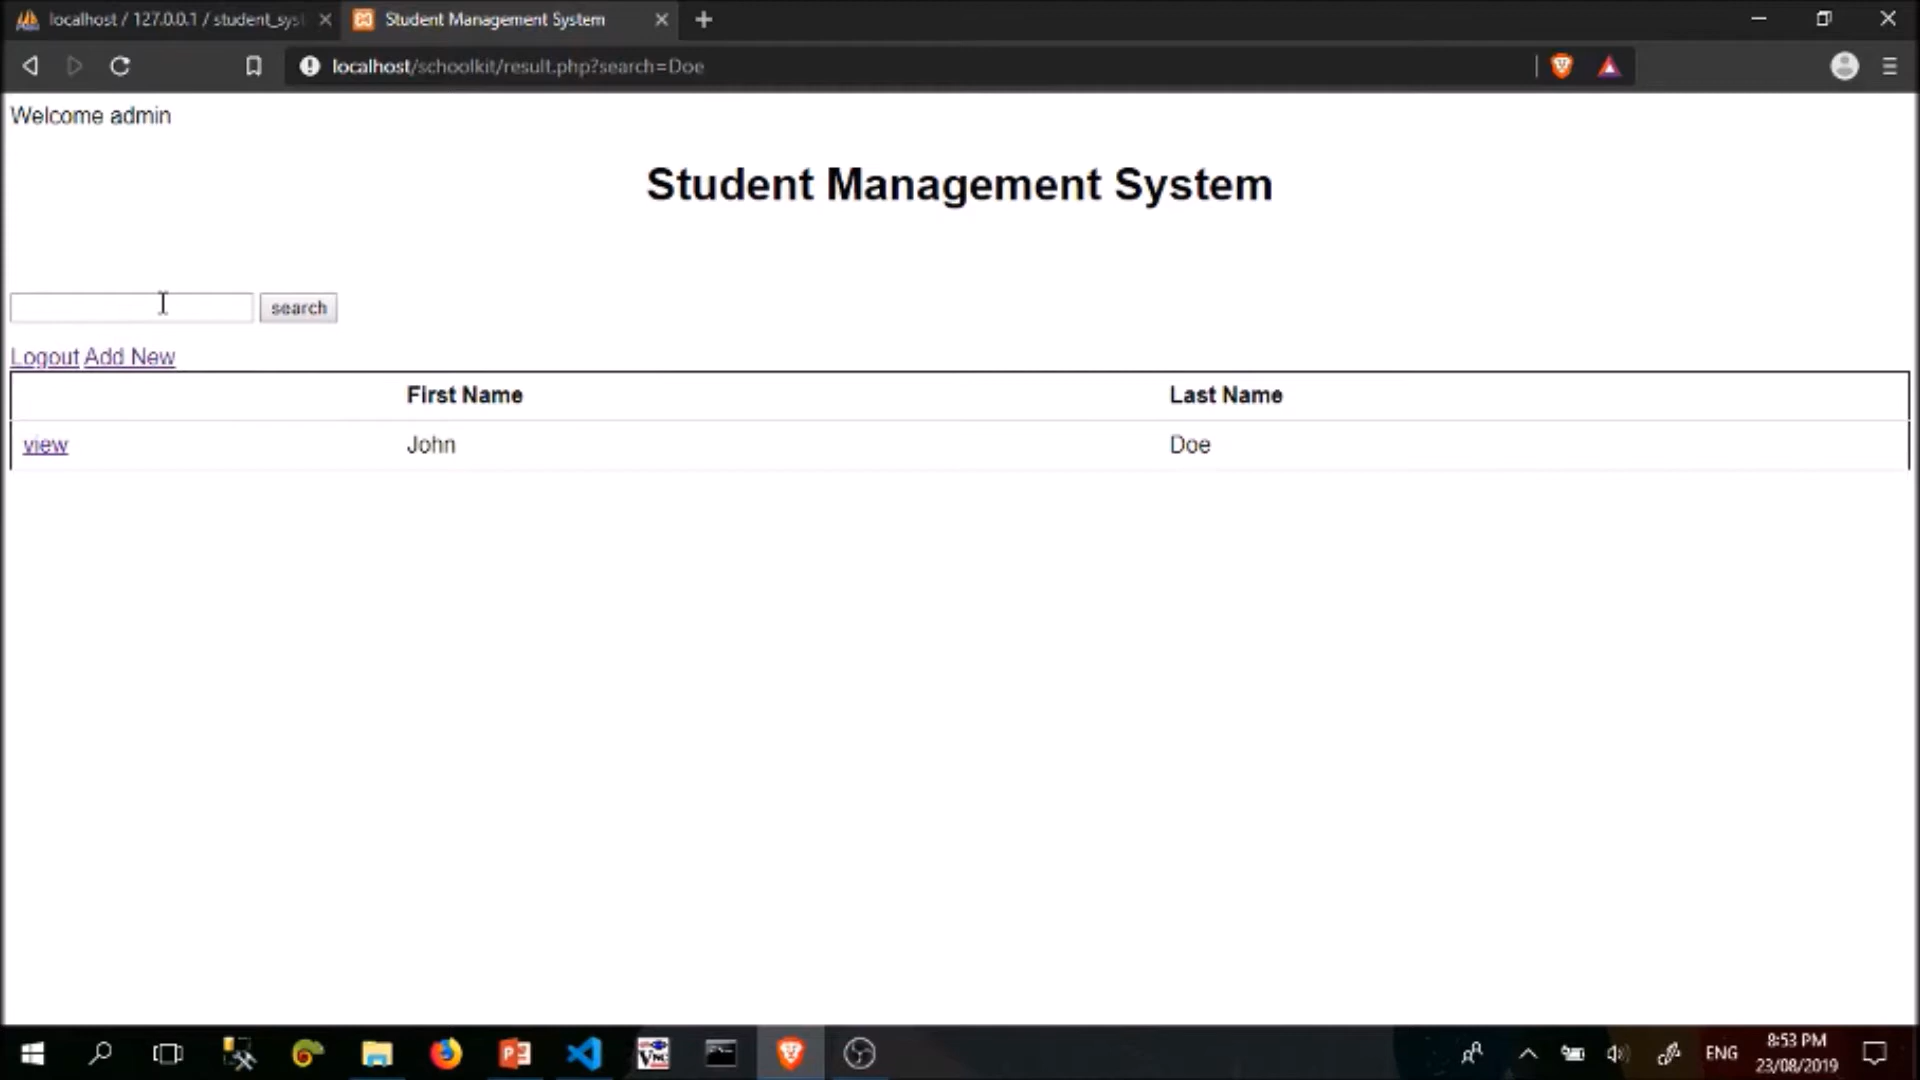 localhost / 127.0.0.1 / student_syst
Student Management System
localhost/schoolkit/result.php?search=Doe
Welcome admin
Student Management System
search
Logout Add New
First Name Last Name
view John Doe
8:53 PM
ENG
23/08/2019